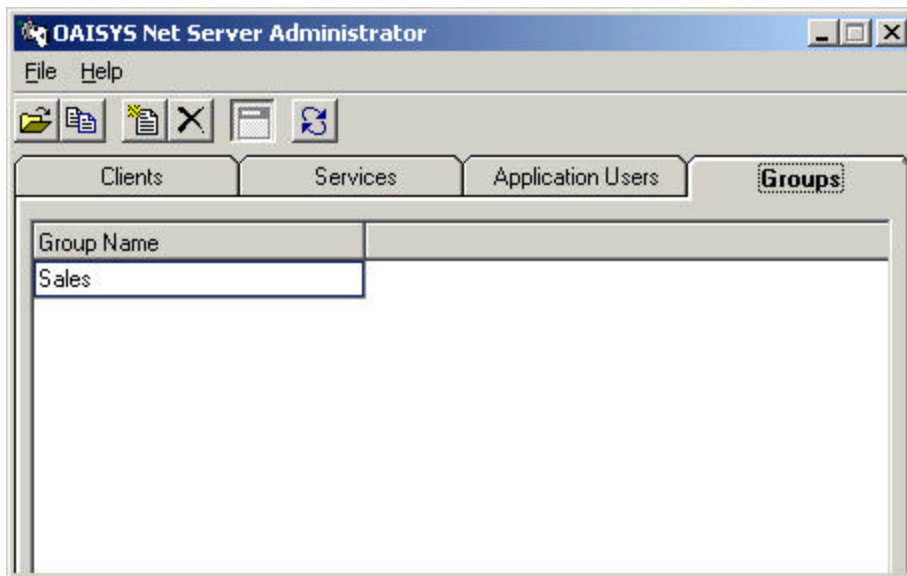 OAISYS Net Server Administrator
File Help
Clients Services Application Users Groups
Group Name
Sales